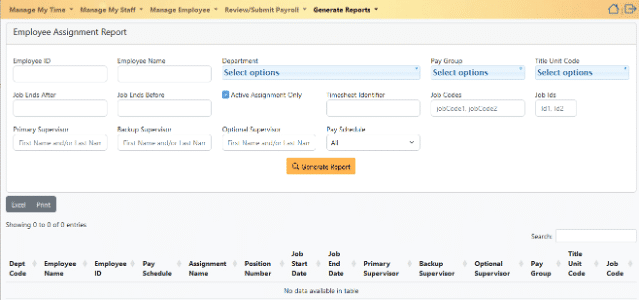 Manage My Time Manage My Staff Manage Employee Review/Submit Payroll Generate Reports
Employee Assignment Report
Employee ID Employee Name Department Pay Group Title Unit Code
Select options Select options Select options
Job Ends After Job Ends Before Active Assignment Only Timesheet Identifier Job Codes Job Ids
jobCode1, jobCode2 Id1, Id2
Primary Supervisor Backup Supervisor Optional Supervisor Pay Schedule
First Name and/or Last Nam First Name and/or Last Nam First Name and/or Last Nam All
Generate Report
Excel Print
Showing 0 to 0 of 0 entries
Search:
Dept Code Employee Name Employee ID Pay Schedule Assignment Name Position Number Job Start Date Job End Date Primary Supervisor Backup Supervisor Optional Supervisor Pay Group Title Unit Code Job Code
No data available in table